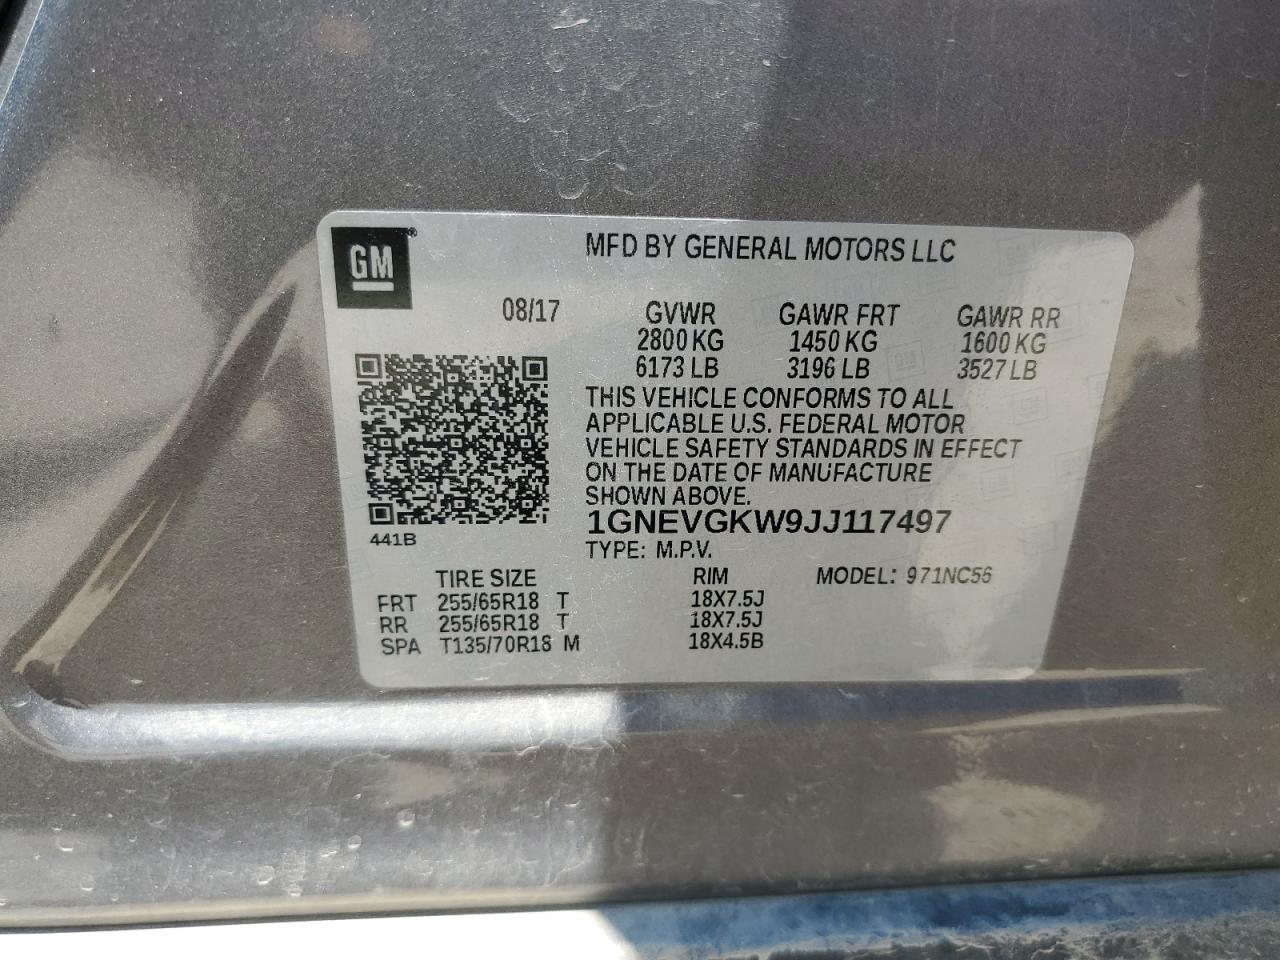 GM®
MFD BY GENERAL MOTORS LLC
08/17 GVWR GAWR FRT GAWR RR
2800 KG 1450 KG 1600 KG
6173 LB 3196 LB 3527 LB
THIS VEHICLE CONFORMS TO ALL
APPLICABLE U.S. FEDERAL MOTOR
VEHICLE SAFETY STANDARDS IN EFFECT
ON THE DATE OF MANUFACTURE
SHOWN ABOVE.
1GNEVGKW9JJ117497
441B
TYPE: M.P.V.
TIRE SIZE RIM MODEL: 971NC56
FRT 255/65R18 T 18X7.5J
RR 255/65R18 T 18X7.5J
SPA T135/70R18 M 18X4.5B